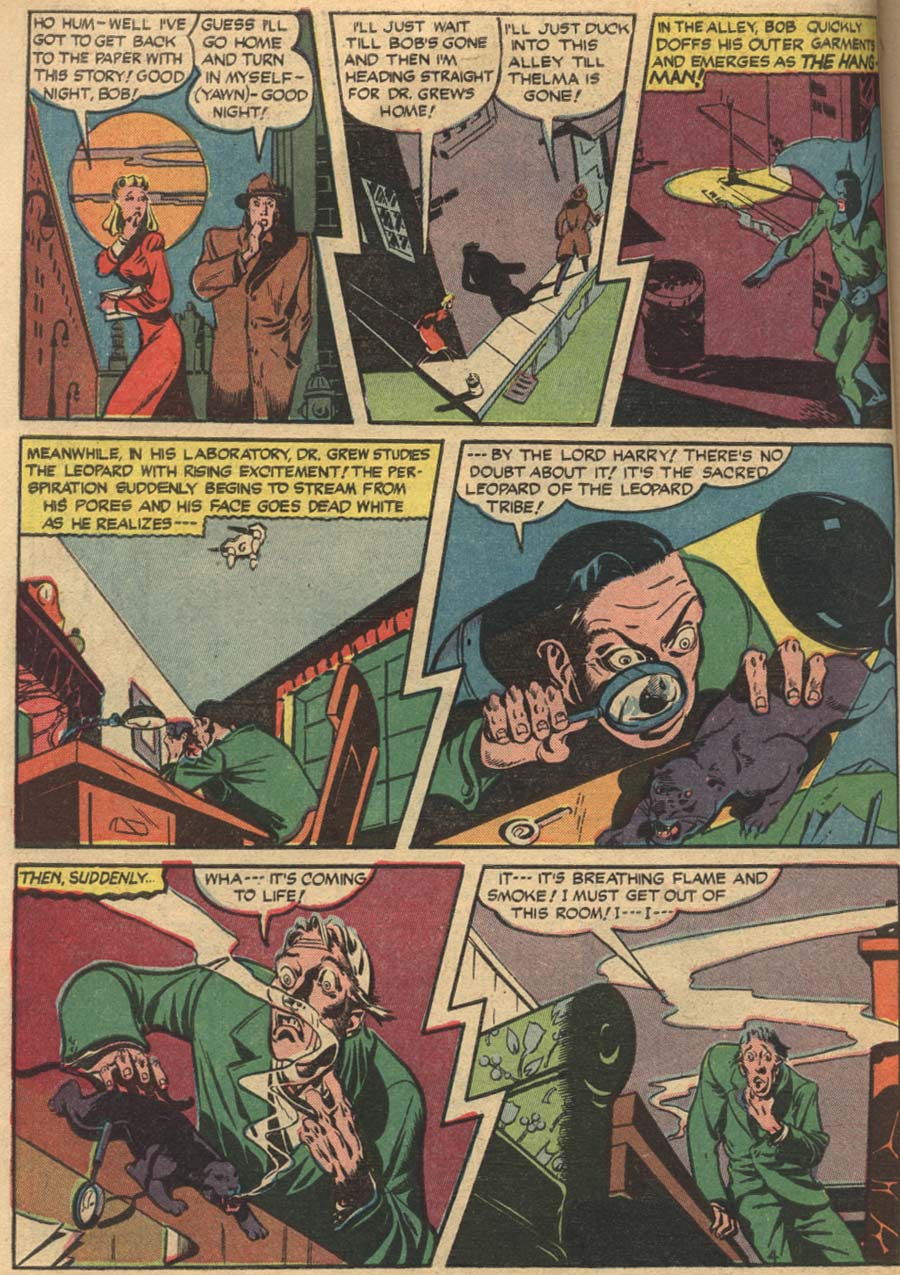 HO HUM-WELL I'VE
GOT TO GET BACK
TO THE PAPER WITH
THIS STORY! GOOD
NIGHT, BOB!
GUESS I'LL
GO HOME
AND TURN
IN MYSELF-
(YAWN)-GOOD
NIGHT!
I'LL JUST WAIT
TILL BOB'S GONE
AND THEN I'M
HEADING STRAIGHT
FOR DR. GREW'S
HOME!
I'LL JUST DUCK
INTO THIS
ALLEY TILL
THELMA IS
GONE!
IN THE ALLEY, BOB QUICKLY
DOFFS HIS OUTER GARMENTS
AND EMERGES AS THE HANG-
MAN!
MEANWHILE, IN HIS LABORATORY, DR. GREW STUDIES
THE LEOPARD WITH RISING EXCITEMENT! THE PER-
SPIRATION SUDDENLY BEGINS TO STREAM FROM
HIS PORES AND HIS FACE GOES DEAD WHITE
AS HE REALIZES---
--- BY THE LORD HARRY! THERE'S NO
DOUBT ABOUT IT! IT'S THE SACRED
LEOPARD OF THE LEOPARD
TRIBE!
THEN, SUDDENLY...
WHA--- IT'S COMING
TO LIFE!
IT--- IT'S BREATHING FLAME AND
SMOKE! I MUST GET OUT OF
THIS ROOM! I---I---
4